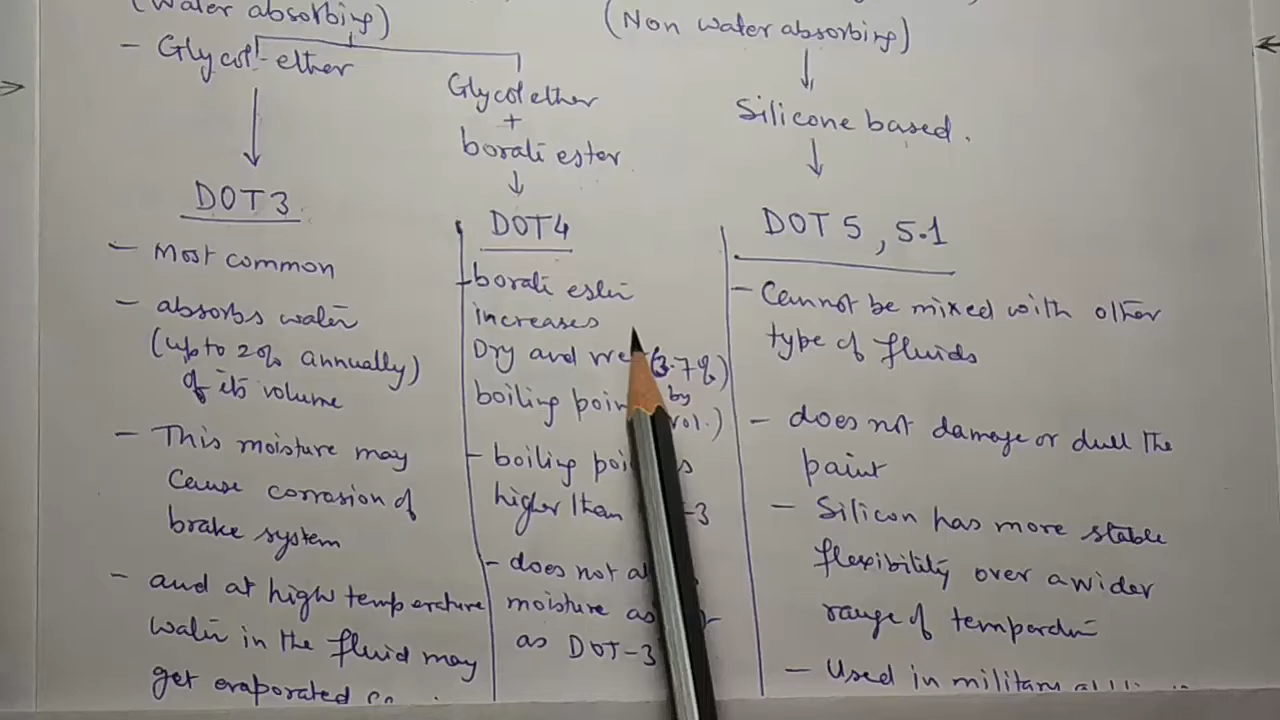 (Water absorbing)
- Glycol-ether
Glycol ether
+
borati ester
DOT3
- Most common
- absorbs water
(up to 2% annually)
of its volume
- This moisture may
cause corrosion of
brake system
- and at high temperature
water in the fluid may
get evaporated
DOT4
- borati ester
increases
Dry and wet (3.7%
boiling poin by
vol.)
- boiling poi s
higher than -3
- does not a
moisture as
as DOT-3
(Non water absorbing)
Silicone based.
DOT 5, 5.1
- Cannot be mixed with other
type of fluids
- does not damage or dull the
paint
- Silicon has more stable
flexibility over a wider
range of temperature
- Used in military